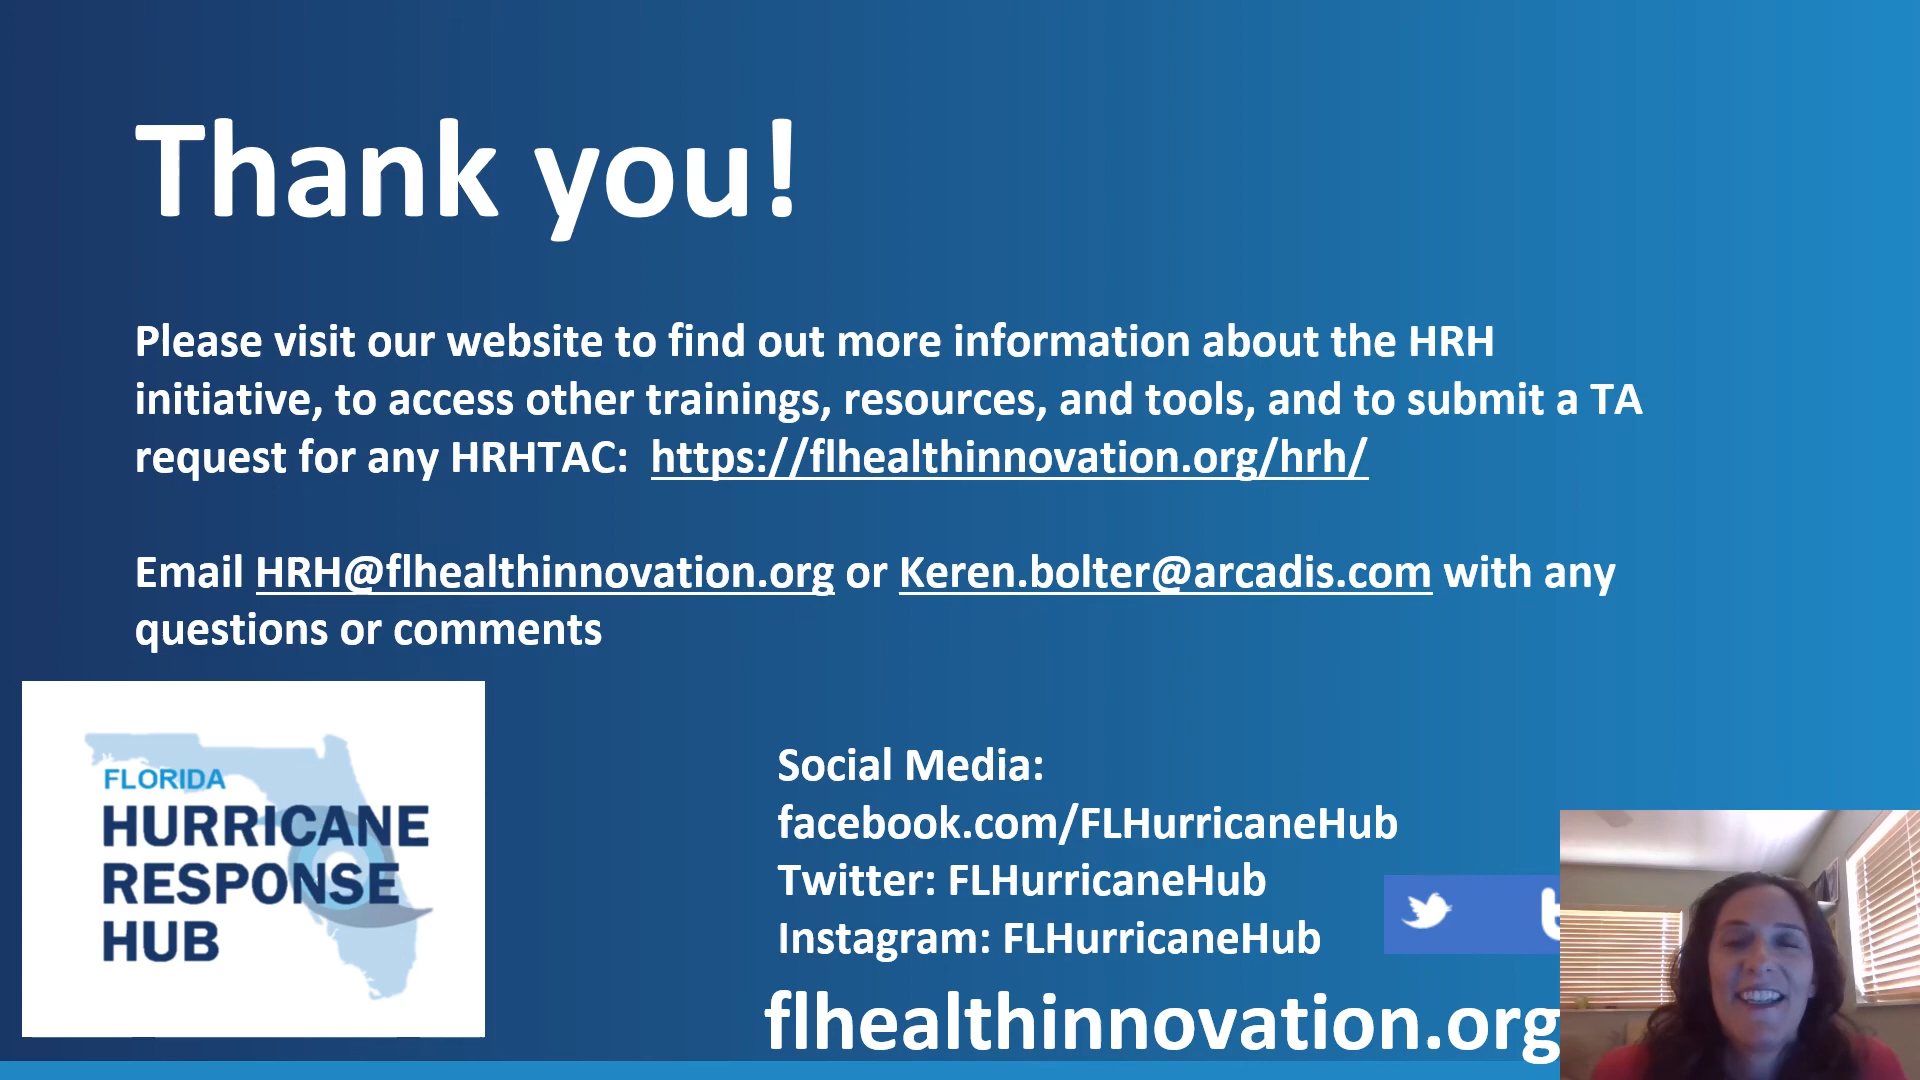 Thank you!
Please visit our website to find out more information about the HRH
initiative, to access other trainings, resources, and tools, and to submit a TA
request for any HRHTAC: https://flhealthinnovation.org/hrh/
Email HRH@flhealthinnovation.org or Keren.bolter@arcadis.com with any
questions or comments
FLORIDA
HURRICANE
RESPONSE
HUB
Social Media:
facebook.com/FLHurricaneHub
Twitter: FLHurricaneHub
Instagram: FLHurricaneHub
flhealthinnovation.org